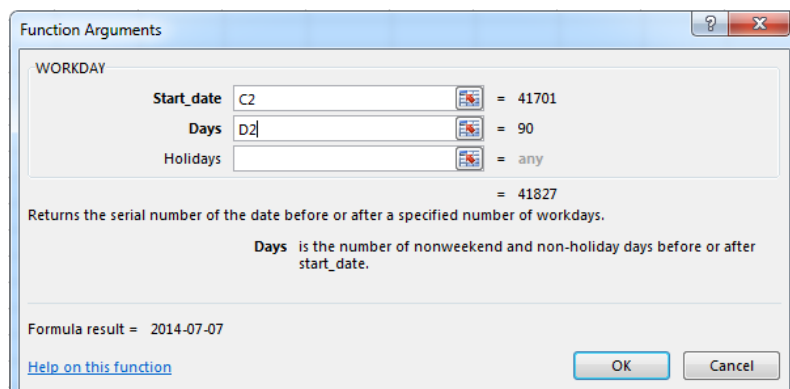 Function Arguments
?
WORKDAY
Start_date C2 = 41701
Days D2 = 90
Holidays = any
= 41827
Returns the serial number of the date before or after a specified number of workdays.
Days is the number of nonweekend and non-holiday days before or after
start_date.
Formula result = 2014-07-07
Help on this function OK Cancel